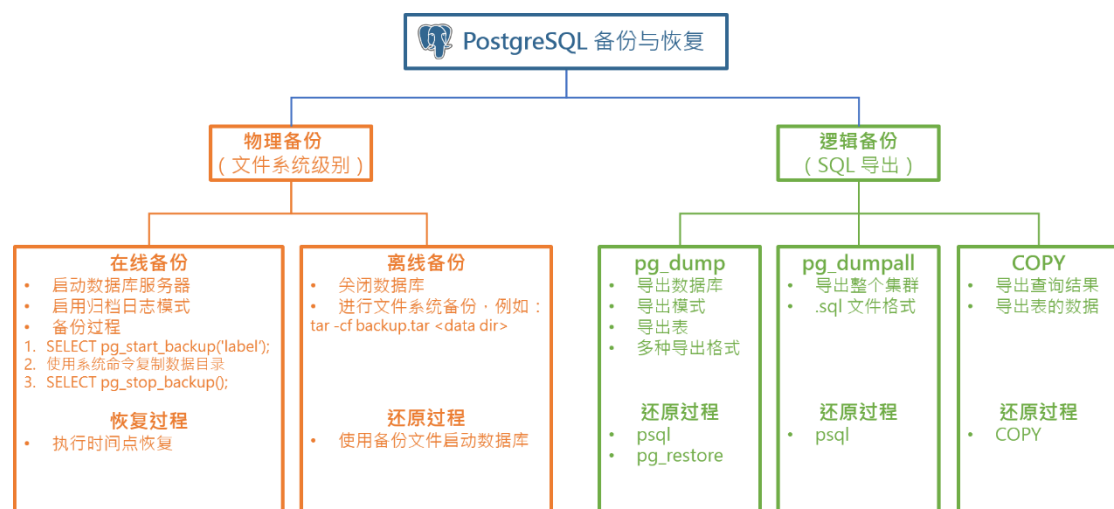 PostgreSQL 备份与恢复
物理备份
（文件系统级别）
逻辑备份
（SQL 导出）
在线备份
• 启动数据库服务器
• 启用归档日志模式
• 备份过程
1. SELECT pg_start_backup('label');
2. 使用系统命令复制数据目录
3. SELECT pg_stop_backup();
恢复过程
• 执行时间点恢复
离线备份
• 关闭数据库
• 进行文件系统备份，例如：
tar -cf backup.tar <data dir>
还原过程
• 使用备份文件启动数据库
pg_dump
• 导出数据库
• 导出模式
• 导出表
• 多种导出格式
还原过程
• psql
• pg_restore
pg_dumpall
• 导出整个集群
• .sql 文件格式
还原过程
• psql
COPY
• 导出查询结果
• 导出表的数据
还原过程
• COPY